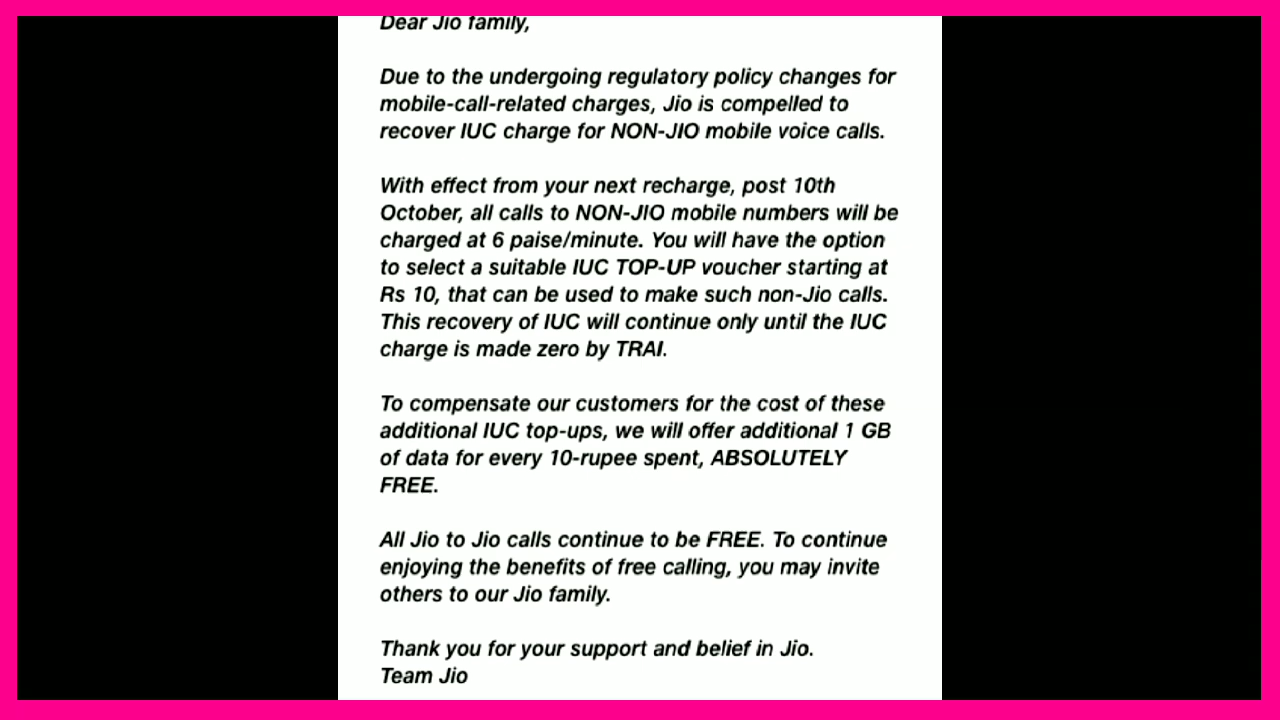 Dear Jio family,
Due to the undergoing regulatory policy changes for
mobile-call-related charges, Jio is compelled to
recover IUC charge for NON-JIO mobile voice calls.
With effect from your next recharge, post 10th
October, all calls to NON-JIO mobile numbers will be
charged at 6 paise/minute. You will have the option
to select a suitable IUC TOP-UP voucher starting at
Rs 10, that can be used to make such non-Jio calls.
This recovery of IUC will continue only until the IUC
charge is made zero by TRAI.
To compensate our customers for the cost of these
additional IUC top-ups, we will offer additional 1 GB
of data for every 10-rupee spent, ABSOLUTELY
FREE.
All Jio to Jio calls continue to be FREE. To continue
enjoying the benefits of free calling, you may invite
others to our Jio family.
Thank you for your support and belief in Jio.
Team Jio